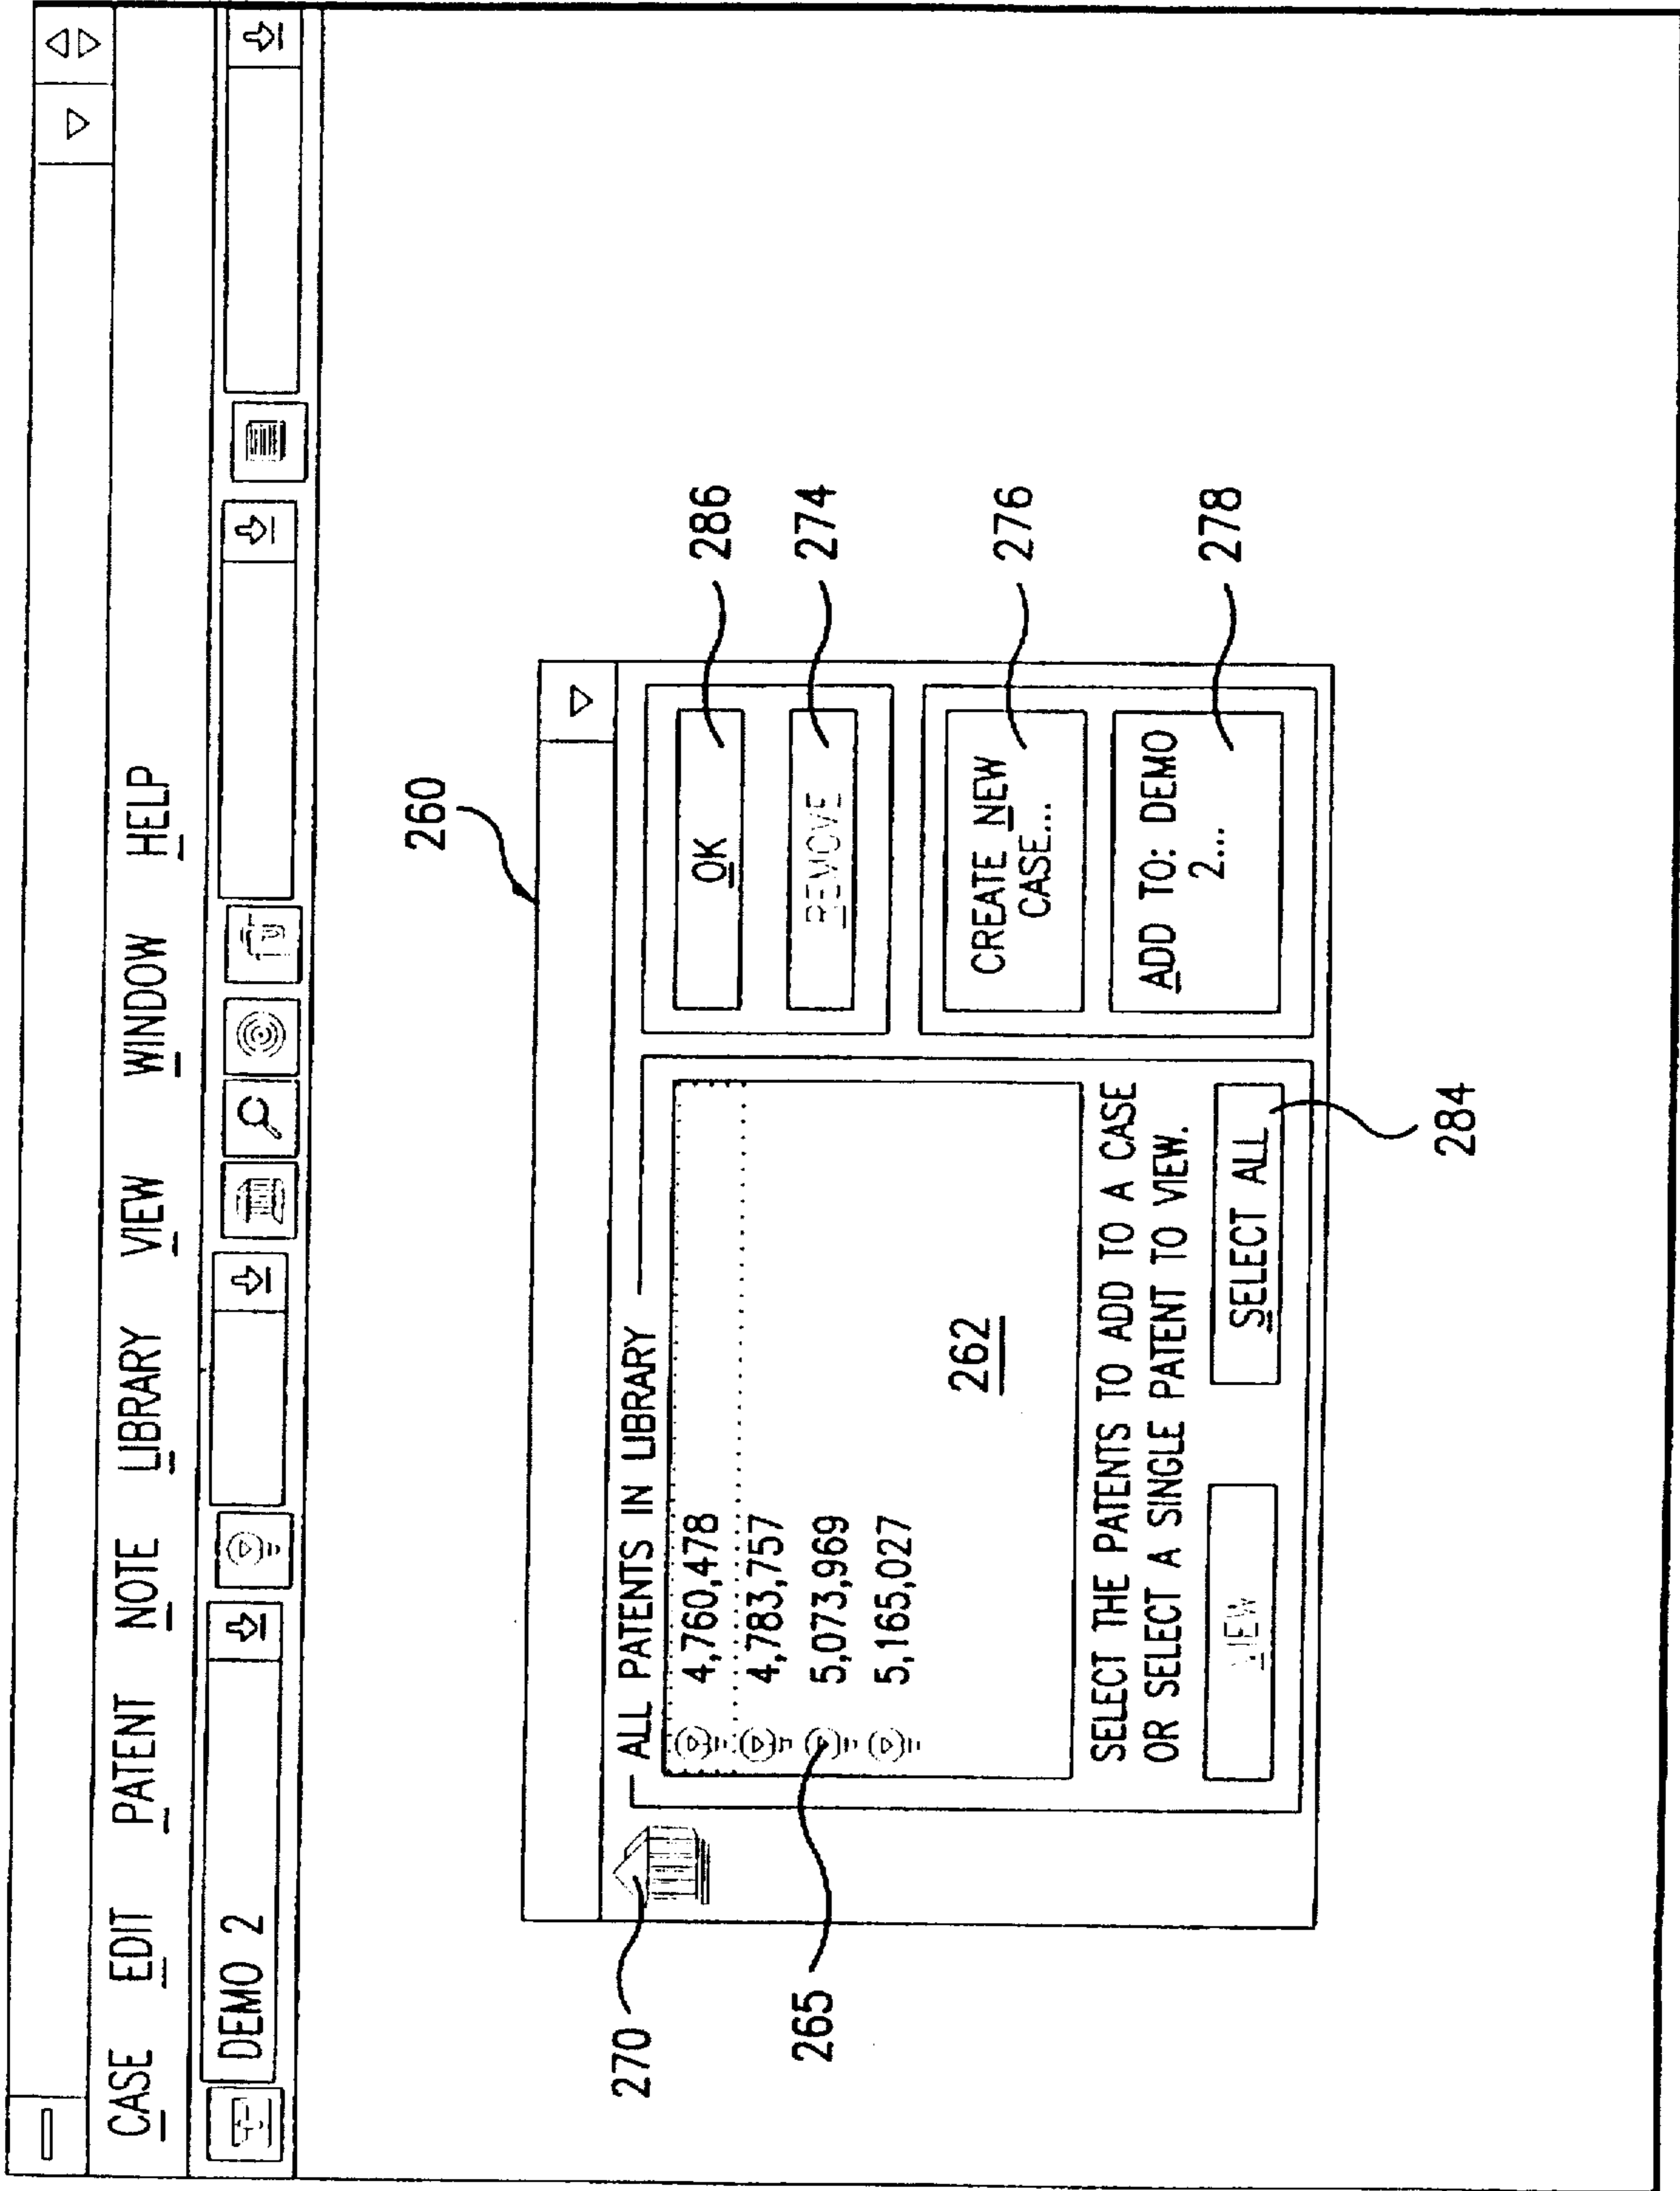 CASE EDIT PATENT NOTE LIBRARY VIEW WINDOW HELP
DEMO 2
260
270
ALL PATENTS IN LIBRARY
4,760,478
4,783,757
5,073,969
5,165,027
262
265
SELECT THE PATENTS TO ADD TO A CASE
OR SELECT A SINGLE PATENT TO VIEW.
VIEW
SELECT ALL
284
OK
286
REMOVE
274
CREATE NEW
CASE...
276
ADD TO: DEMO
2...
278